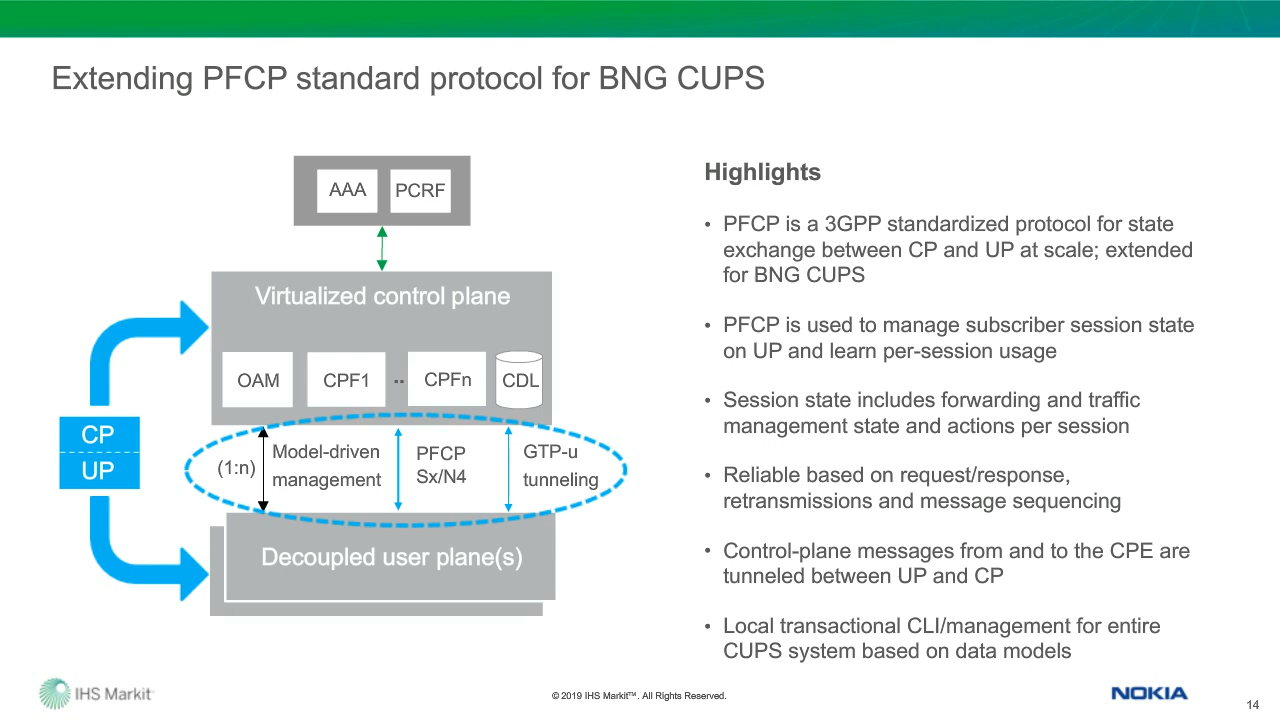 Extending PFCP standard protocol for BNG CUPS
AAA
PCRF
Virtualized control plane
OAM
CPF1
..
CPFn
CDL
CP
UP
(1:n)
Model-driven
management
PFCP
Sx/N4
GTP-u
tunneling
Decoupled user plane(s)
Highlights
• PFCP is a 3GPP standardized protocol for state
exchange between CP and UP at scale; extended
for BNG CUPS
• PFCP is used to manage subscriber session state
on UP and learn per-session usage
• Session state includes forwarding and traffic
management state and actions per session
• Reliable based on request/response,
retransmissions and message sequencing
• Control-plane messages from and to the CPE are
tunneled between UP and CP
• Local transactional CLI/management for entire
CUPS system based on data models
IHS Markit™
© 2019 IHS Markit™. All Rights Reserved.
NOKIA
14